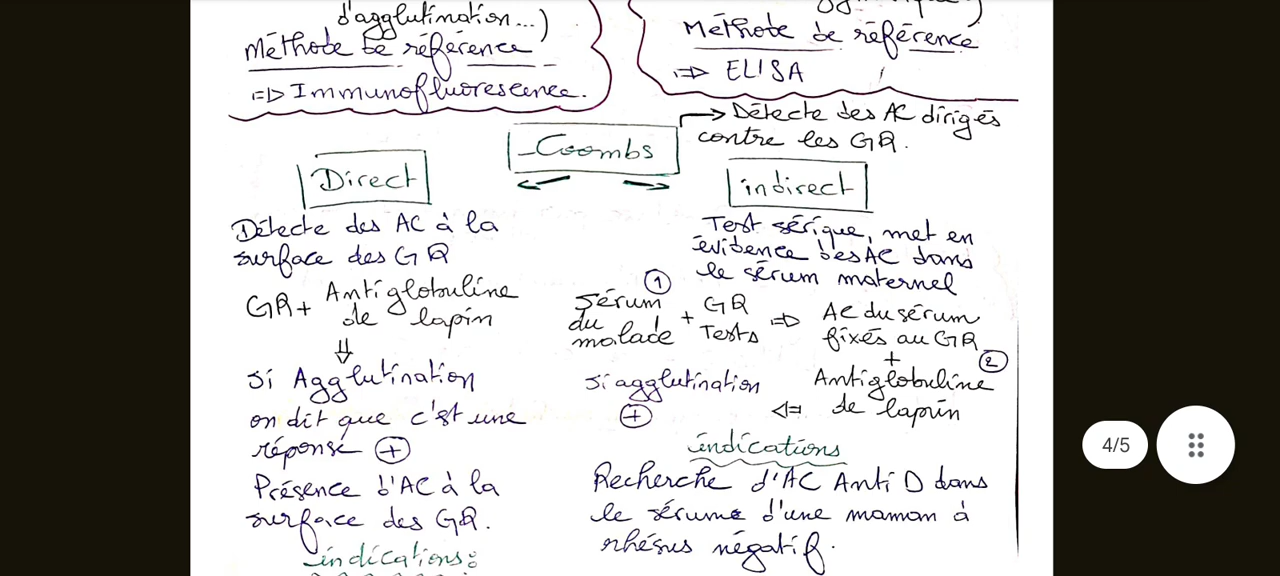 d'agglutination...)
Méthode de référence
=> Immunofluorescence.
Méthode de référence
=> ELISA
Coombs
→ Détecte des AC dirigés
contre les GR.
Direct
Détecte des AC à la
surface des GR
GR + Antiglobuline
de lapin
⇓
Si Agglutination
on dit que c'est une
réponse +
Présence d'AC à la
surface des GR.
indications:
indirect
Test sérique, met en
évidence des AC dans
le sérum maternel
1
Sérum du malade + GR Tests => AC du sérum
fixés au GR
+
2
Antiglobuline
de lapin
<=
si agglutination
+
indications
Recherche d'AC Anti D dans
le sérum d'une maman à
rhésus négatif.
4/5